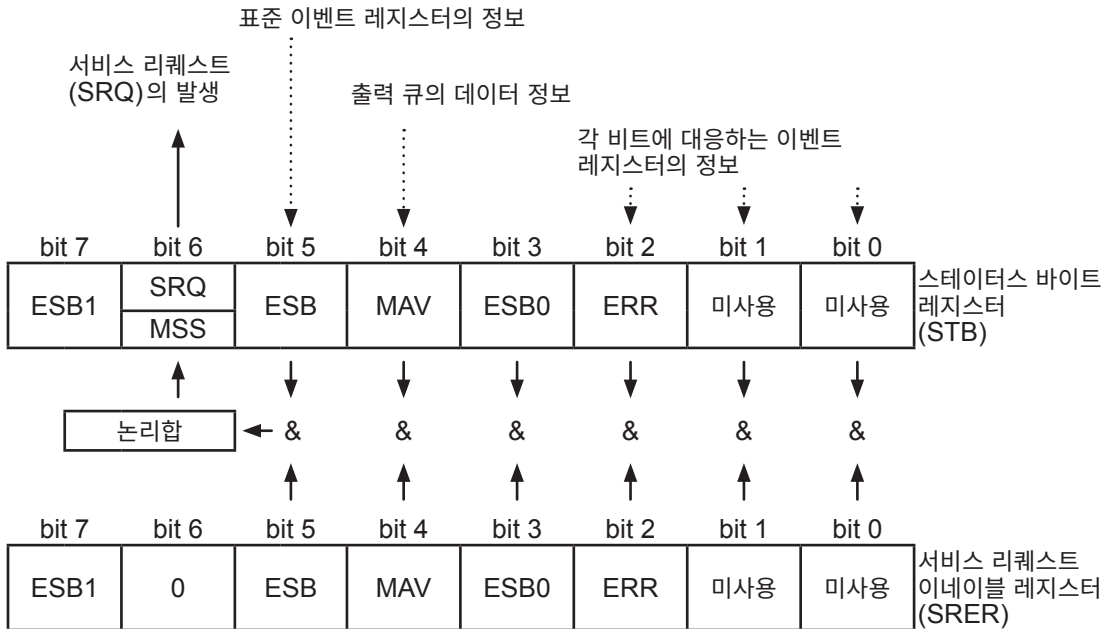 표준 이벤트 레지스터의 정보
서비스 리퀘스트
(SRQ)의 발생
출력 큐의 데이터 정보
각 비트에 대응하는 이벤트
레지스터의 정보
bit 7 bit 6 bit 5 bit 4 bit 3 bit 2 bit 1 bit 0
ESB1 SRQ MSS ESB MAV ESB0 ERR 미사용 미사용
스테이터스 바이트
레지스터
(STB)
논리합 & & & & & &
bit 7 bit 6 bit 5 bit 4 bit 3 bit 2 bit 1 bit 0
ESB1 0 ESB MAV ESB0 ERR 미사용 미사용
서비스 리퀘스트
이네이블 레지스터
(SRER)